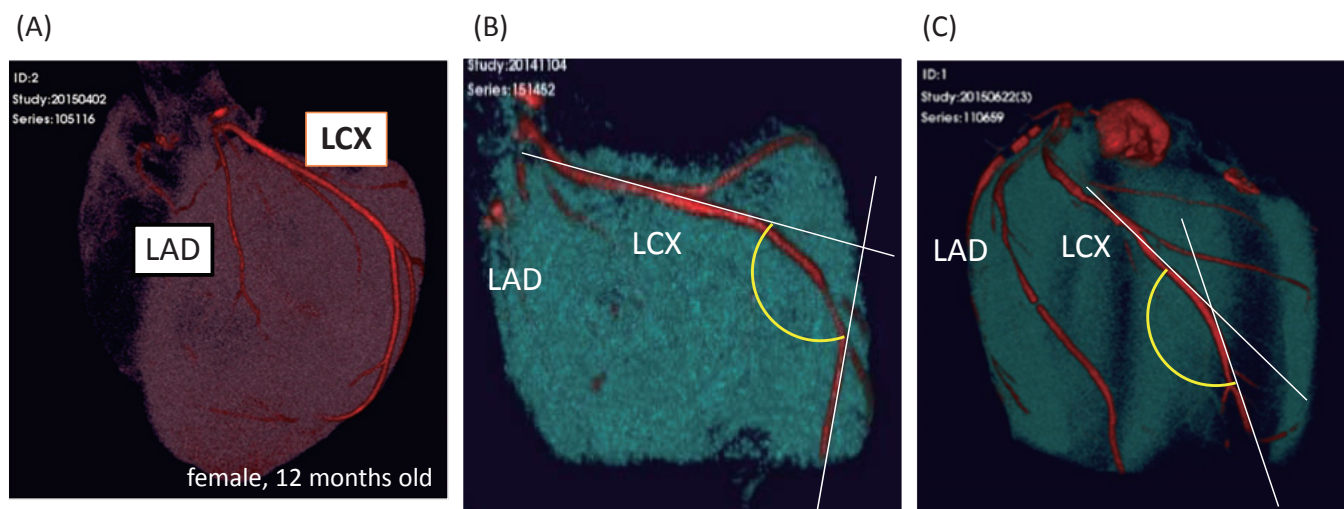 (A)
ID:2
Study:20150402
Series:105116
LCX
LAD
female, 12 months old
(B)
Study:20141104
Series:151452
LCX
LAD
(C)
ID:1
Study:20150622(3)
Series:110659
LAD
LCX